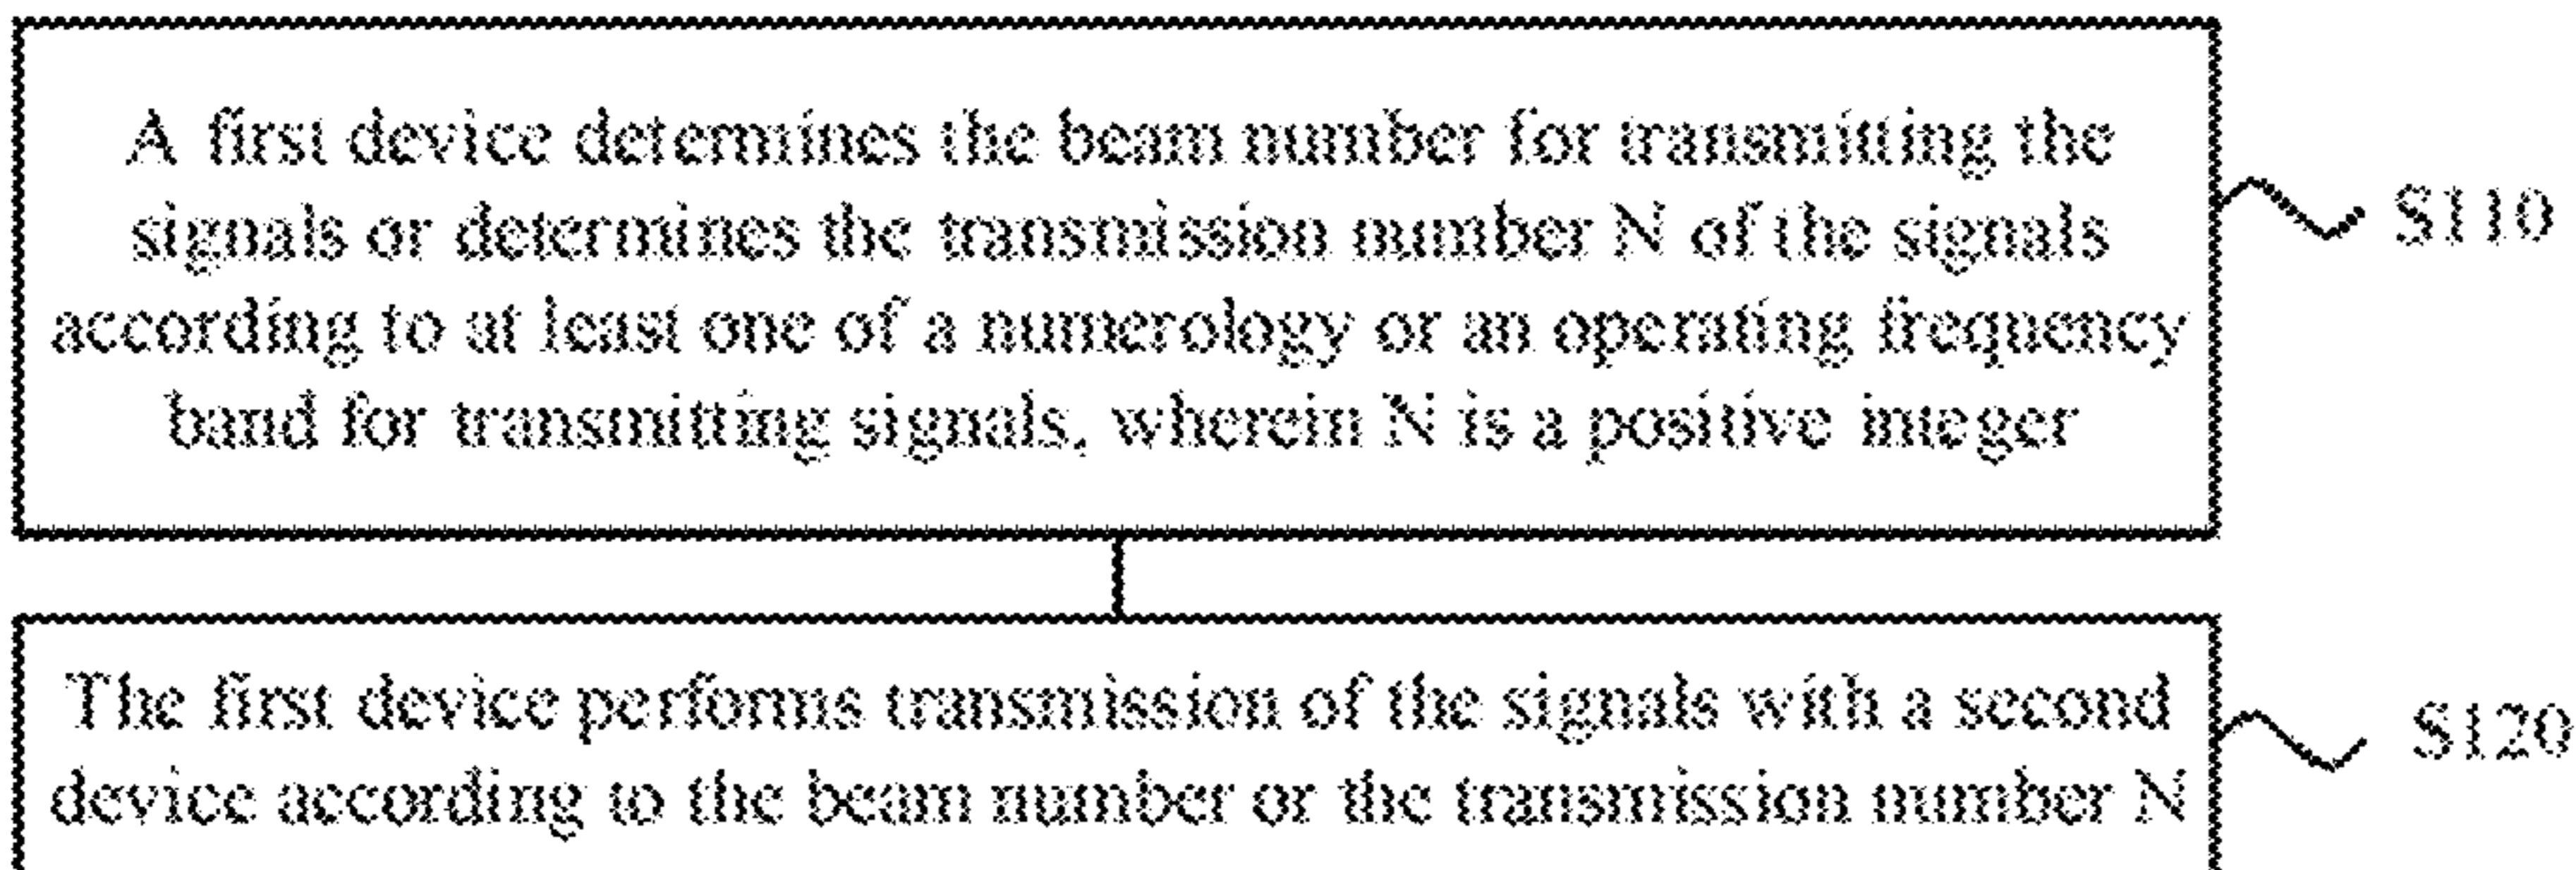 A first device determines the beam number for transmitting the
signals or determines the transmission number N of the signals
according to at least one of a numerology or an operating frequency
band for transmitting signals, wherein N is a positive integer
S110
The first device performs transmission of the signals with a second
device according to the beam number or the transmission number N
S120